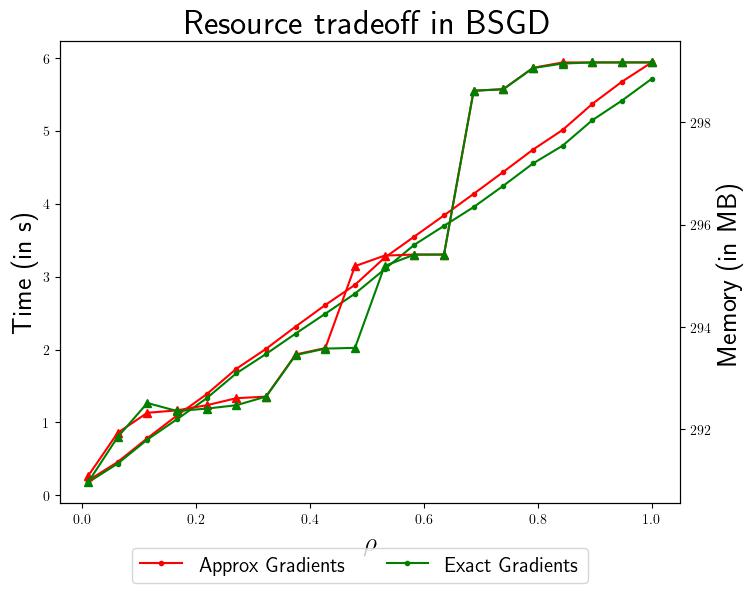 Resource tradeoff in BSGD
Time (in s)
6
5
4
3
2
1
0
298
296
294
292
Memory (in MB)
0.0 0.2 0.4 0.6 0.8 1.0
ρ
Approx Gradients Exact Gradients